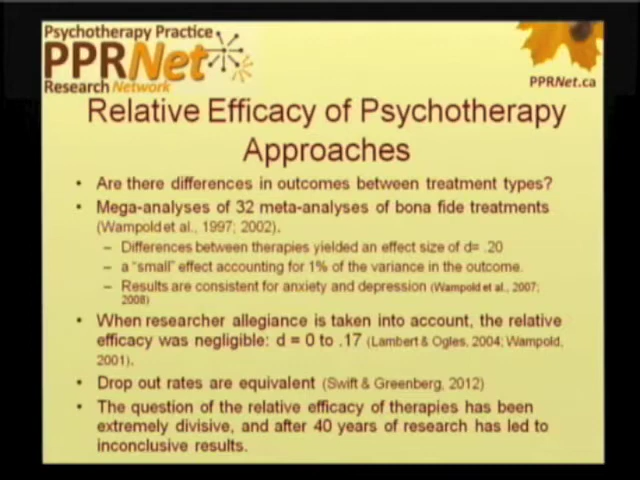 Psychotherapy Practice
PPRNet
Research Network
PPRNet.ca
Relative Efficacy of Psychotherapy
Approaches
• Are there differences in outcomes between treatment types?
• Mega-analyses of 32 meta-analyses of bona fide treatments
(Wampold et al., 1997; 2002).
– Differences between therapies yielded an effect size of d= .20
– a "small" effect accounting for 1% of the variance in the outcome.
– Results are consistent for anxiety and depression (Wampold et al., 2007;
2008)
• When researcher allegiance is taken into account, the relative
efficacy was negligible: d = 0 to .17 (Lambert & Ogles, 2004; Wampold,
2001).
• Drop out rates are equivalent (Swift & Greenberg, 2012)
• The question of the relative efficacy of therapies has been
extremely divisive, and after 40 years of research has led to
inconclusive results.